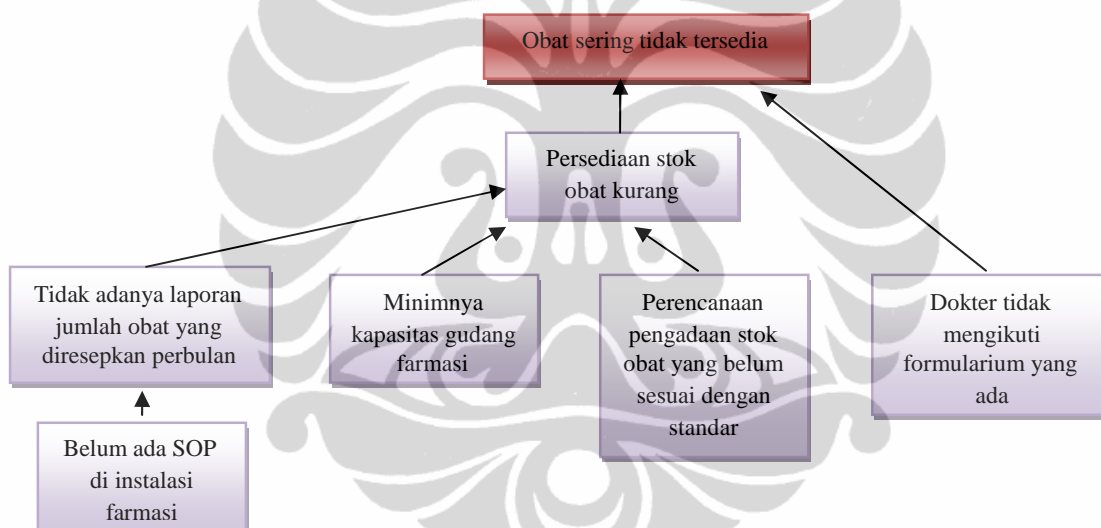 Obat sering tidak tersedia
Persediaan stok
obat kurang
Tidak adanya laporan
jumlah obat yang
diresepkan perbulan
Minimnya
kapasitas gudang
farmasi
Perencanaan
pengadaan stok
obat yang belum
sesuai dengan
standar
Dokter tidak
mengikuti
formularium yang
ada
Belum ada SOP
di instalasi
farmasi